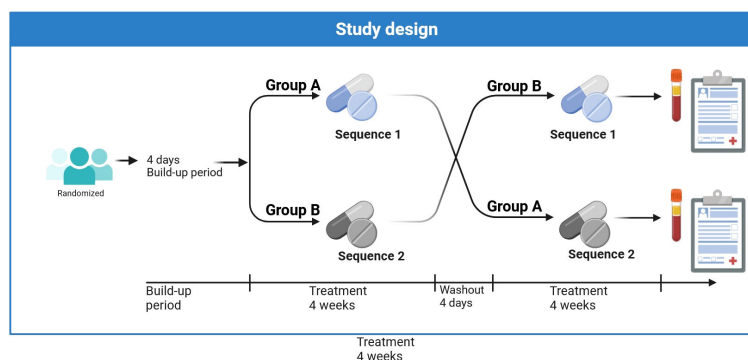 Study design
Group A
Group B
Sequence 1
Sequence 1
4 days
Build-up period
Randomized
Group B
Group A
Sequence 2
Sequence 2
Build-up
period
Treatment
4 weeks
Washout
4 days
Treatment
4 weeks
Treatment
4 weeks